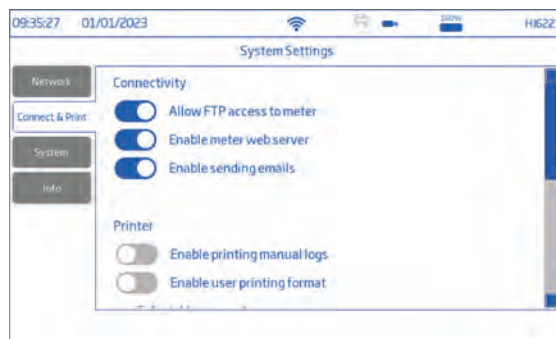 09:35:27 01/01/2023 100% HI622
System Settings
Network
Connect & Print
System
Info
Connectivity
Allow FTP access to meter
Enable meter web server
Enable sending emails
Printer
Enable printing manual logs
Enable user printing format